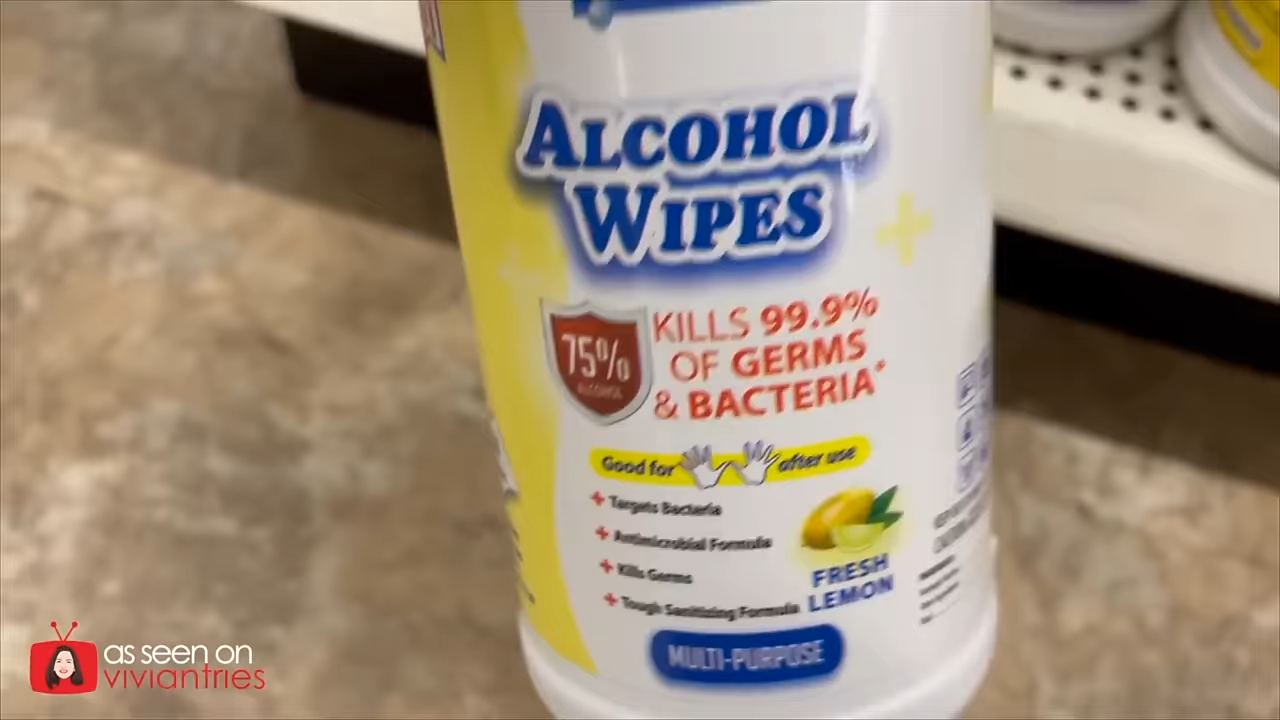 ALCOHOL
WIPES
75%
ALCOHOL
KILLS 99.9%
OF GERMS
& BACTERIA*
Good for after use
+ Targets Bacteria
+ Antimicrobial Formula
+ Kills Germs
+ Tough Sanitizing Formula
FRESH
LEMON
MULTI-PURPOSE
as seen on
viviantries